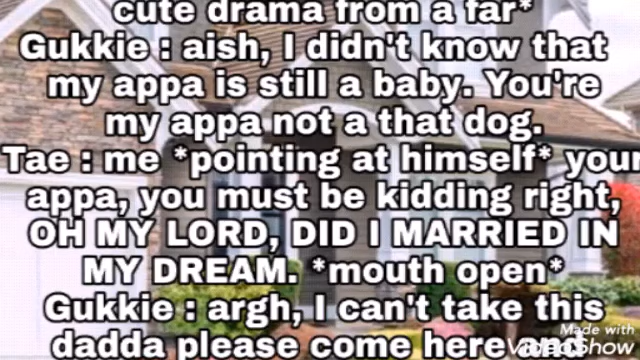 cute drama from a far*
Gukkie : aish, I didn't know that
my appa is still a baby. You're
my appa not a that dog.
Tae : me *pointing at himself* your
appa, you must be kidding right,
OH MY LORD, DID I MARRIED IN
MY DREAM. *mouth open*
Gukkie : argh, I can't take this
dadda please come here
Made with
VideoShow